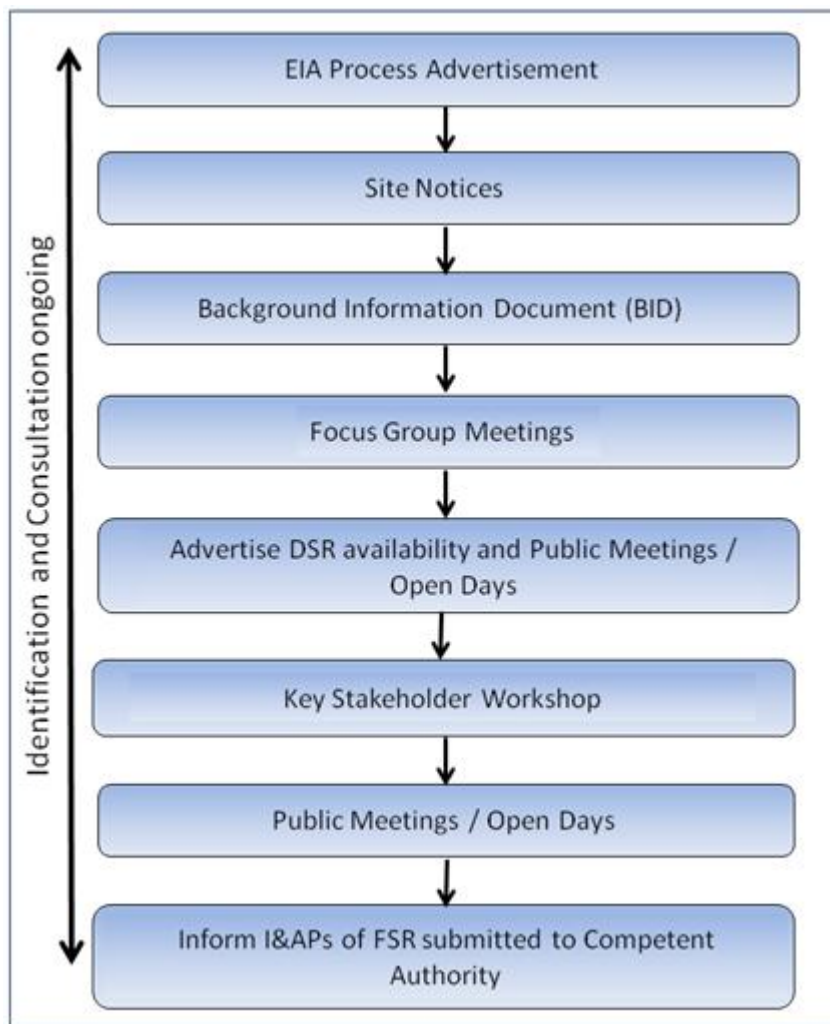 Identification and Consultation ongoing
EIA Process Advertisement
Site Notices
Background Information Document (BID)
Focus Group Meetings
Advertise DSR availability and Public Meetings /
Open Days
Key Stakeholder Workshop
Public Meetings / Open Days
Inform I&APs of FSR submitted to Competent
Authority